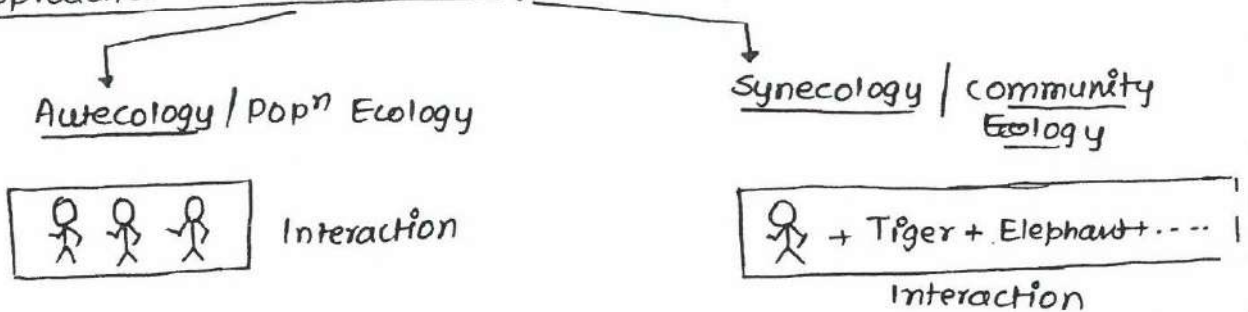 Autecology / Popⁿ Ecology
Synecology / community
Ecology
Interaction
+ Tiger + Elephant + ....
Interaction